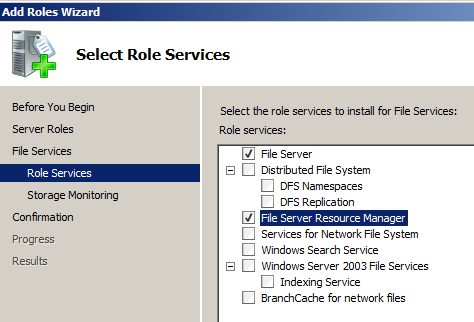 Add Roles Wizard
Select Role Services
Before You Begin
Server Roles
File Services
Role Services
Storage Monitoring
Confirmation
Progress
Results
Select the role services to install for File Services:
Role services:
File Server
Distributed File System
DFS Namespaces
DFS Replication
File Server Resource Manager
Services for Network File System
Windows Search Service
Windows Server 2003 File Services
Indexing Service
BranchCache for network files